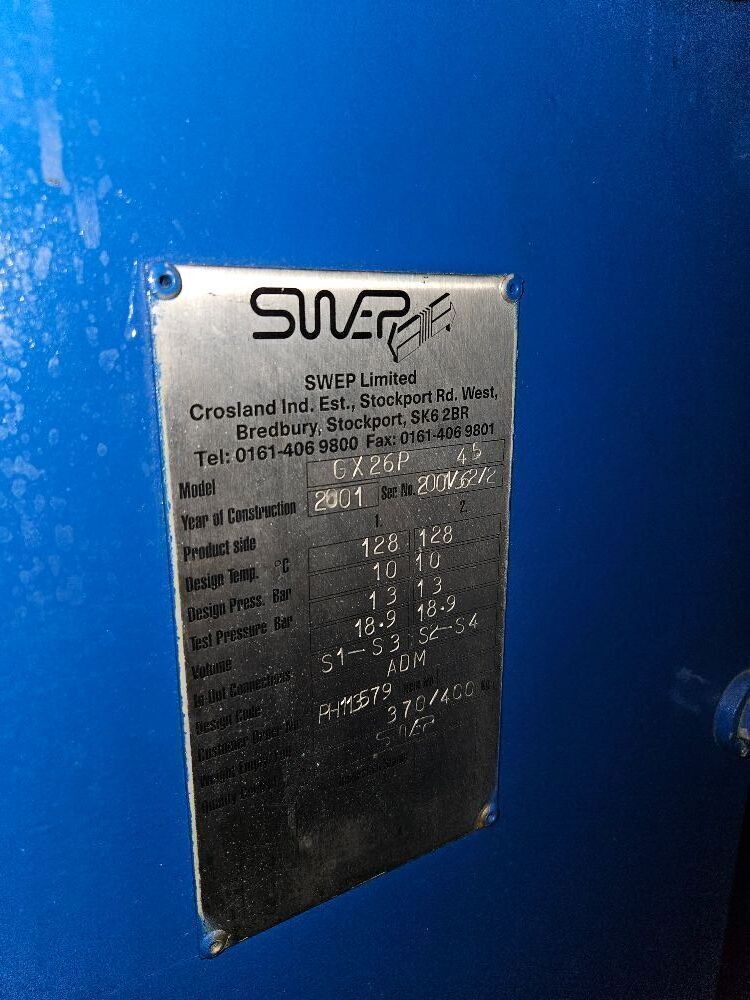 SWEP
SWEP Limited
Crosland Ind. Est., Stockport Rd. West,
Bredbury, Stockport, SK6 2BR
Tel: 0161-406 9800 Fax: 0161-406 9801
Model GX26P 45
Year of Construction 2001 Ser No.
1. 2.
Product side
Design Temp. °C 128 128
Design Press. Bar 10 10
Test Pressure Bar 13 13
Volume 18.9 18.9
In Out Connections S1-S3 S2-S4
Design Code ADM
Customer Order No. PH113579
370/400
SWEP